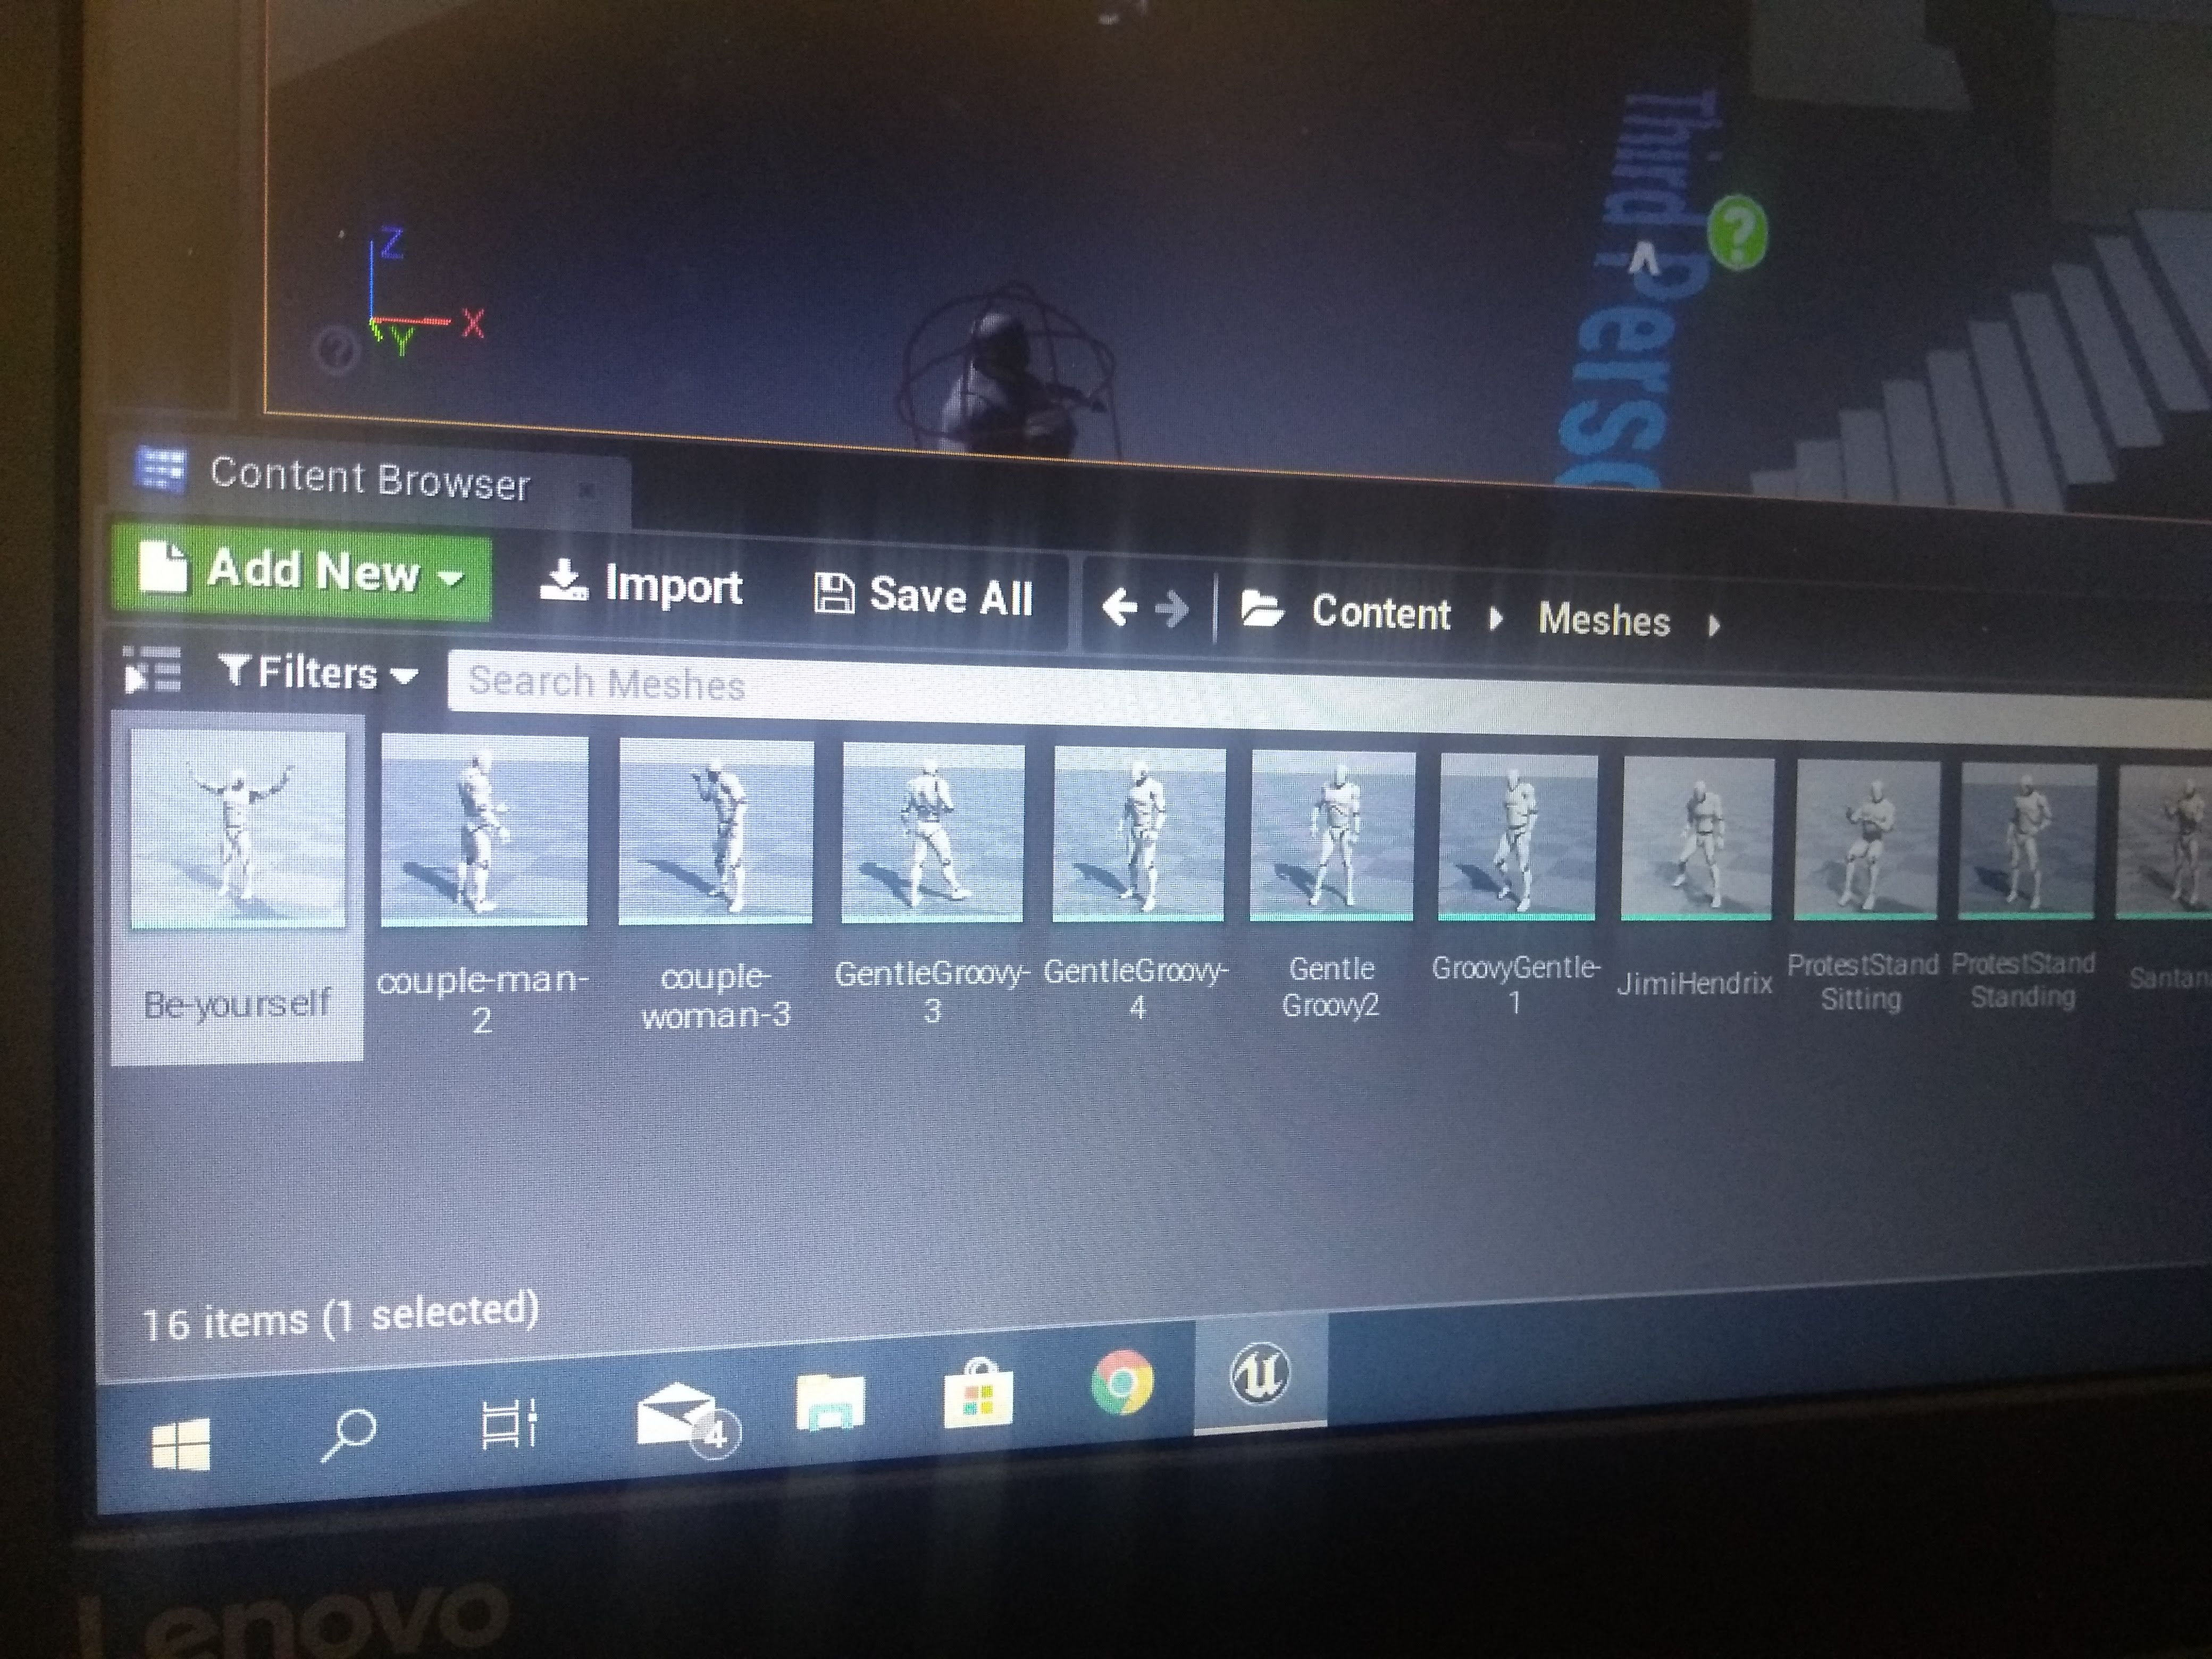 Z
X
Y
Third Perso
?
Content Browser
Add New
Import
Save All
Content
Meshes
Filters
Search Meshes
Be-yourself
couple-man-
2
couple-
woman-3
GentleGroovy-
3
GentleGroovy-
4
Gentle
Groovy2
GroovyGentle-
1
JimiHendrix
ProtestStand
Sitting
ProtestStand
Standing
Santan
16 items (1 selected)
4
Lenovo